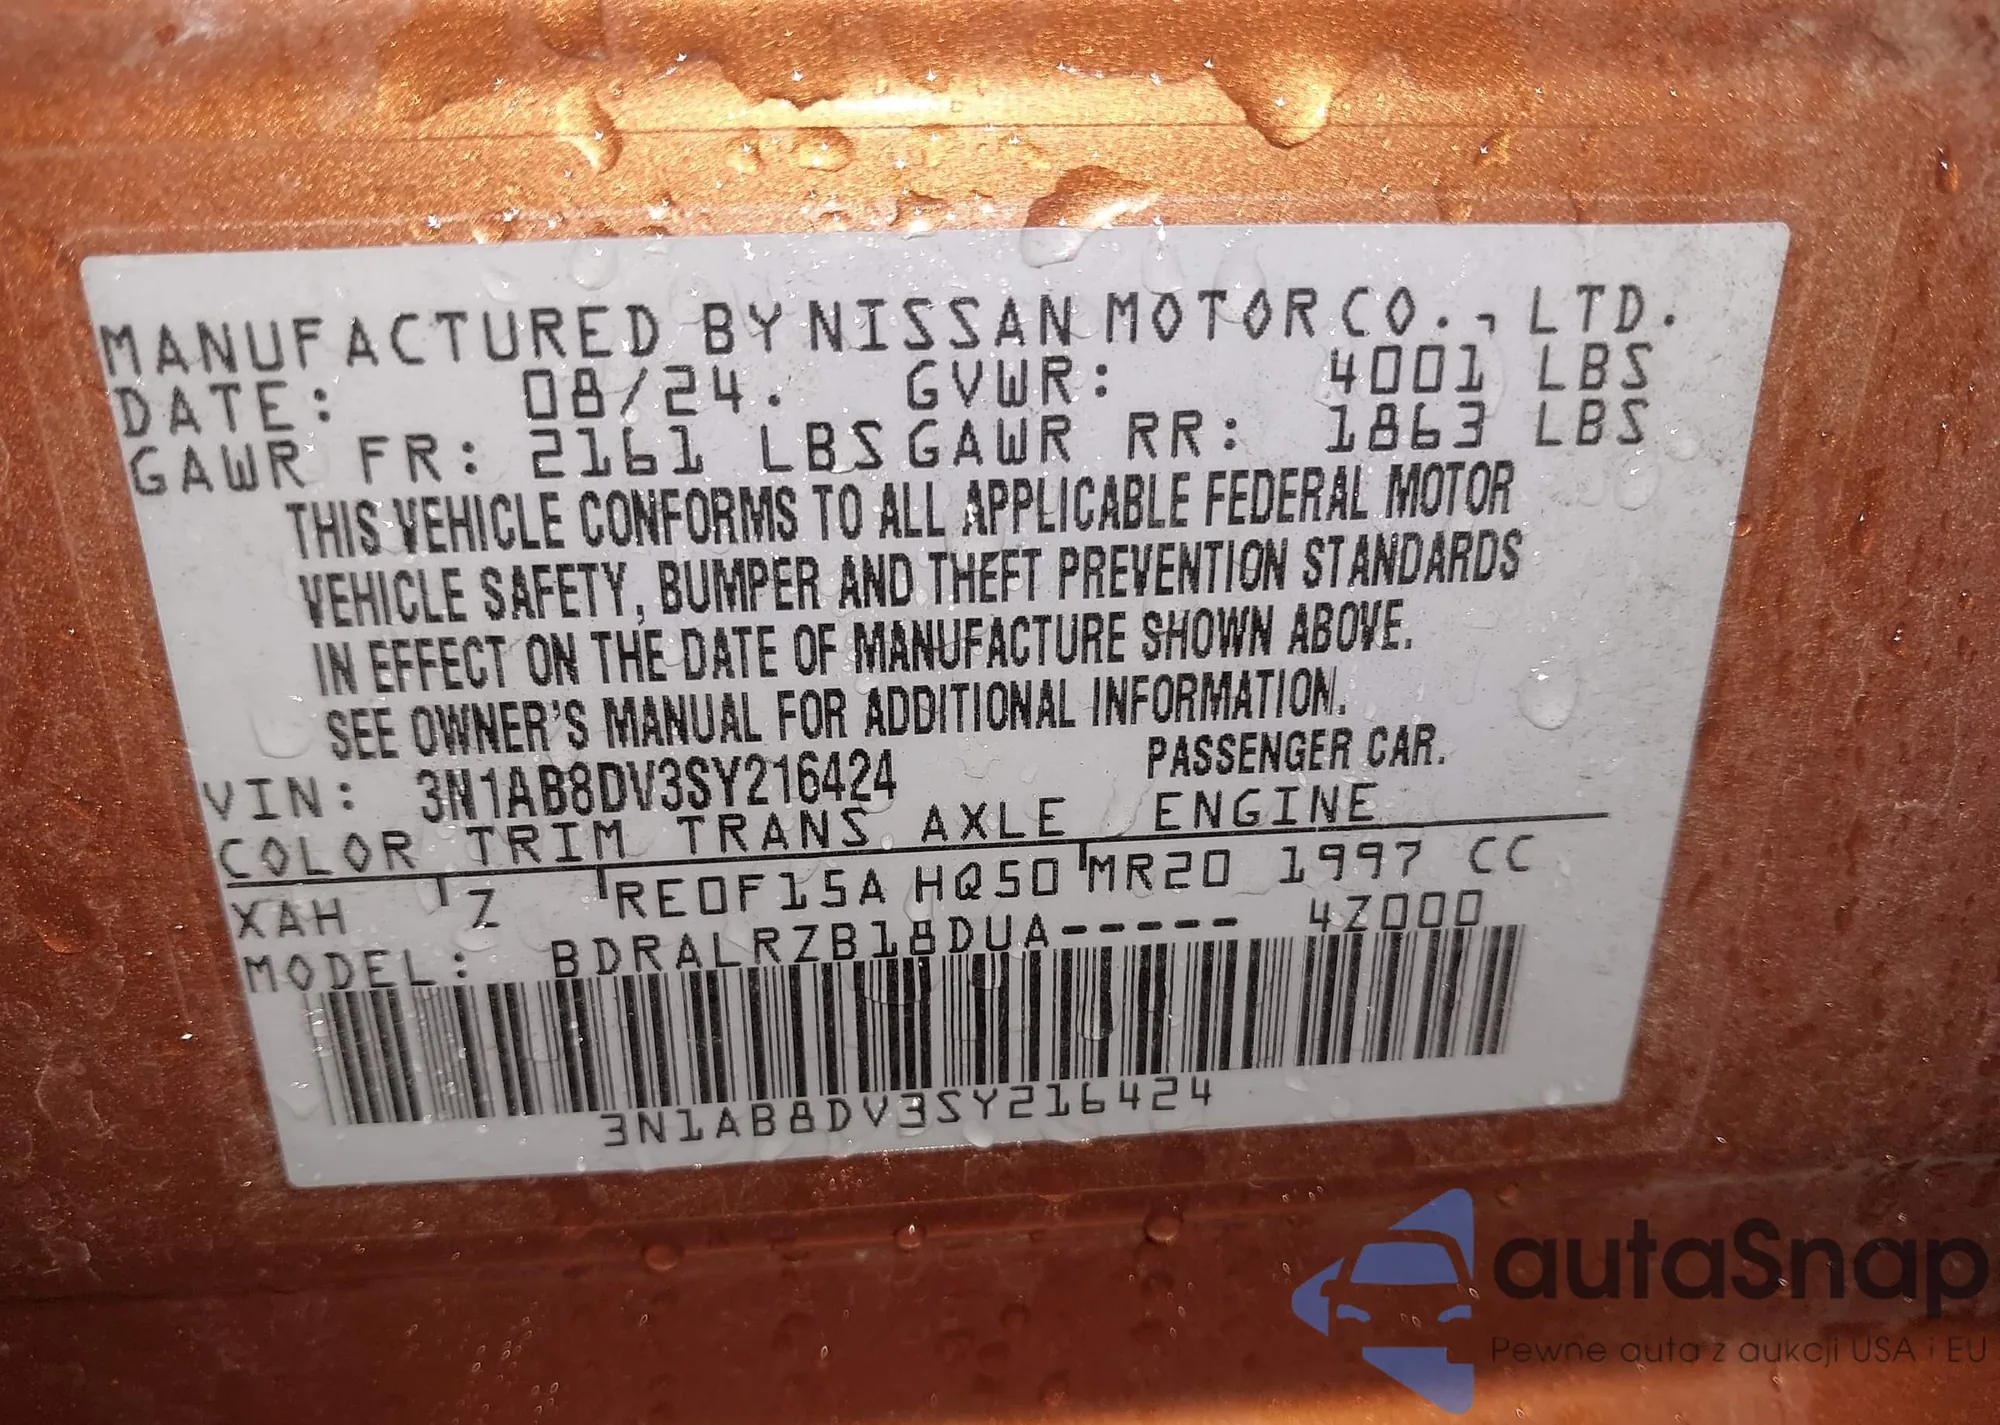 MANUFACTURED BY NISSAN MOTOR CO., LTD.
DATE: 08/24. GVWR: 4001 LBS
GAWR FR: 2161 LBS GAWR RR: 1863 LBS
THIS VEHICLE CONFORMS TO ALL APPLICABLE FEDERAL MOTOR
VEHICLE SAFETY, BUMPER AND THEFT PREVENTION STANDARDS
IN EFFECT ON THE DATE OF MANUFACTURE SHOWN ABOVE.
SEE OWNER'S MANUAL FOR ADDITIONAL INFORMATION.
VIN: 3N1AB8DV3SY216424 PASSENGER CAR.
COLOR TRIM TRANS AXLE ENGINE
XAH Z RE0F15A HQ50 MR20 1997 CC
MODEL: BDRALRZB18DUA----- 4Z000
3N1AB8DV3SY216424
autaSnap
Pewne auta z aukcji USA i EU